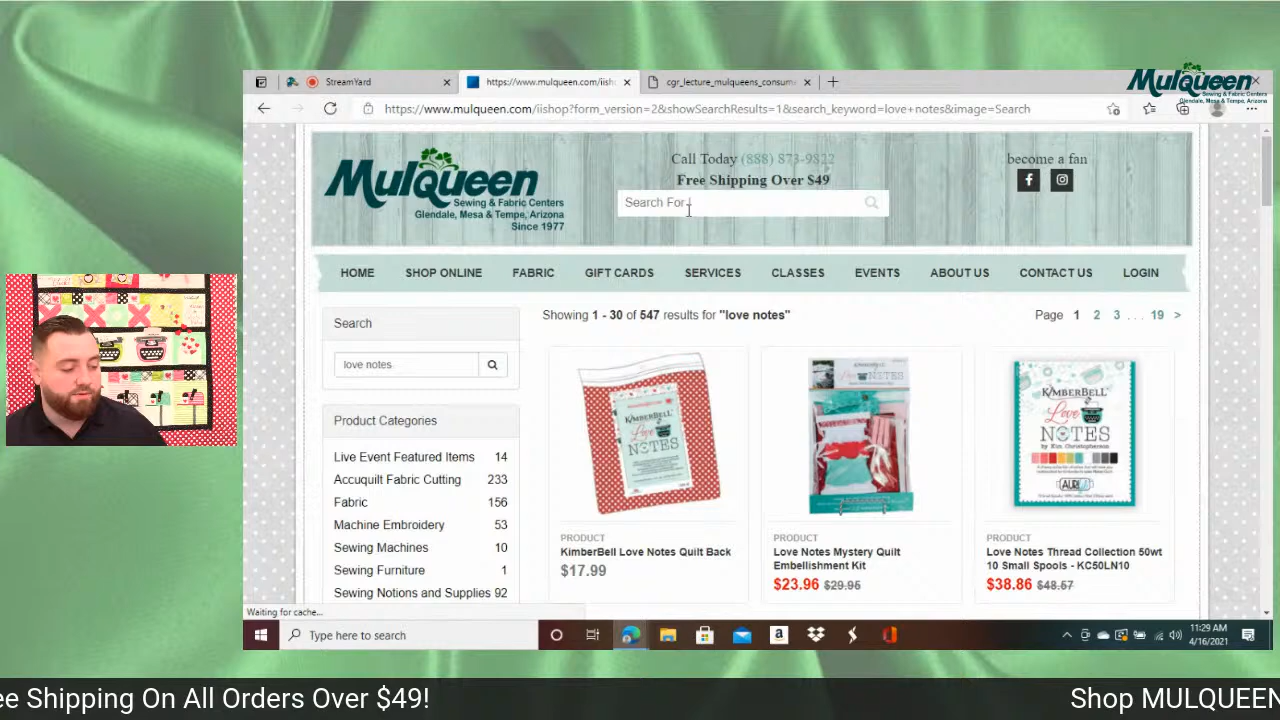 StreamYard
https://www.mulqueen.com/iish
cgr_lecture_mulqueens_consum
MulQueen
Sewing & Fabric Centers
Glendale, Mesa & Tempe, Arizona
https://www.mulqueen.com/iishop?form_version=2&showSearchResults=1&search_keyword=love+notes&image=Search
MulQueen
Sewing & Fabric Centers
Glendale, Mesa & Tempe, Arizona
Since 1977
Call Today (888) 873-9822
Free Shipping Over $49
Search For
become a fan
HOME SHOP ONLINE FABRIC GIFT CARDS SERVICES CLASSES EVENTS ABOUT US CONTACT US LOGIN
Search
love notes
Showing 1 - 30 of 547 results for "love notes"
Page 1 2 3 . . . 19 >
Product Categories
Live Event Featured Items 14
Accuquilt Fabric Cutting 233
Fabric 156
Machine Embroidery 53
Sewing Machines 10
Sewing Furniture 1
Sewing Notions and Supplies 92
KIMBERBELL
Love
NOTES
NOTES
KIMBERBELL
Love
NOTES
by Kim Christopherson
AURIFIL
PRODUCT
KimberBell Love Notes Quilt Back
$17.99
PRODUCT
Love Notes Mystery Quilt
Embellishment Kit
$23.96 $29.95
PRODUCT
Love Notes Thread Collection 50wt
10 Small Spools - KC50LN10
$38.86 $48.57
Waiting for cache...
Type here to search
11:29 AM
4/16/2021
ee Shipping On All Orders Over $49!
Shop MULQUEEN